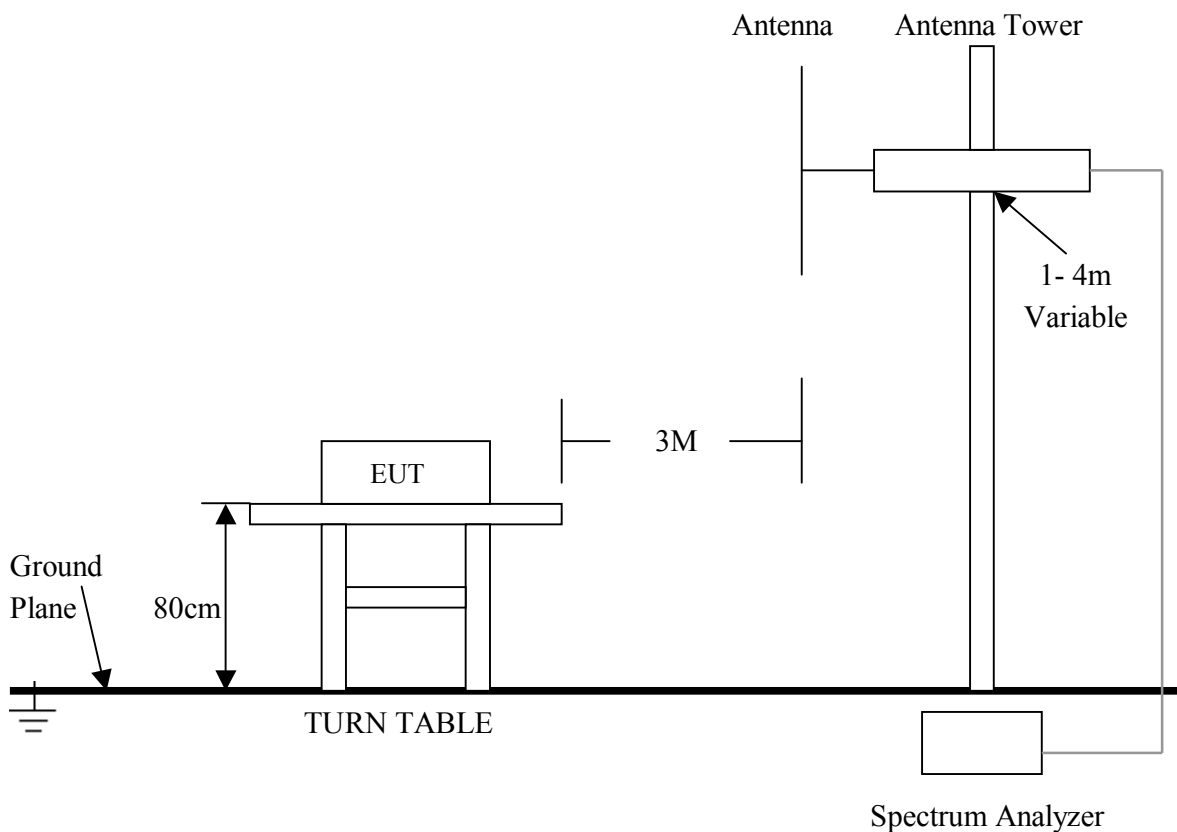 Antenna
Antenna Tower
1- 4m
Variable
3M
EUT
Ground
Plane
80cm
TURN TABLE
Spectrum Analyzer